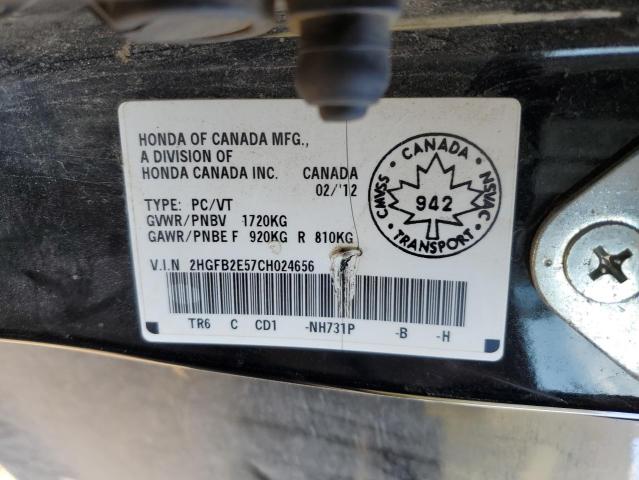 HONDA OF CANADA MFG.,
A DIVISION OF
HONDA CANADA INC. CANADA
02/'12
TYPE: PC/VT
GVWR/PNBV 1720KG
GAWR/PNBE F 920KG R 810KG
V.I.N 2HGFB2E57CH024656
TR6 C CD1 -NH731P -B -H
CANADA
CMVSS 942 NSVAC
TRANSPORT